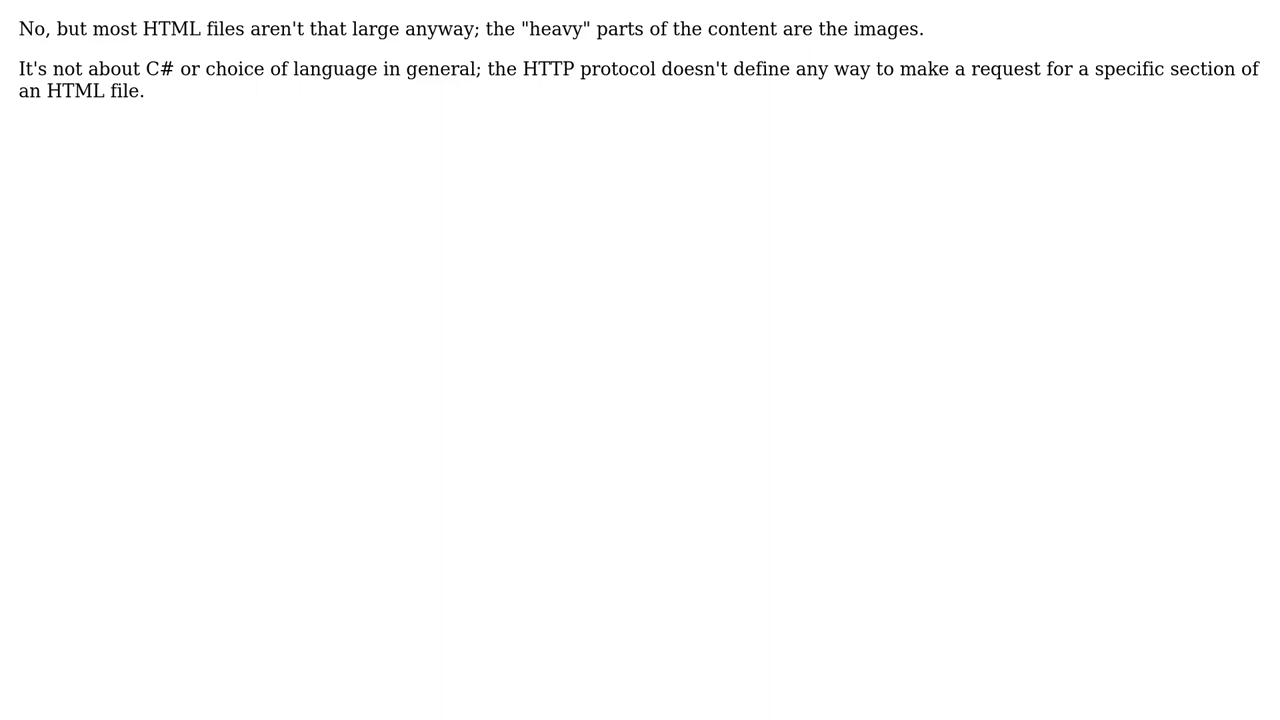 No, but most HTML files aren't that large anyway; the "heavy" parts of the content are the images.
It's not about C# or choice of language in general; the HTTP protocol doesn't define any way to make a request for a specific section of
an HTML file.